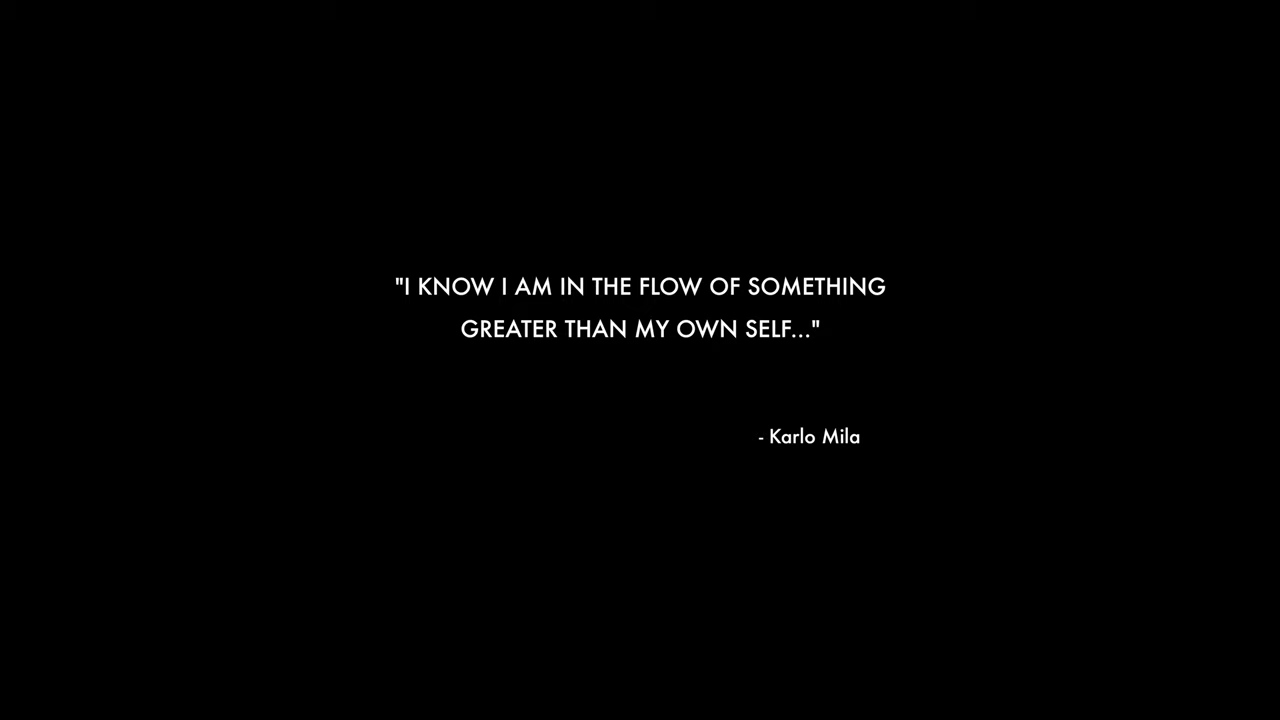 "I KNOW I AM IN THE FLOW OF SOMETHING
GREATER THAN MY OWN SELF..."
- Karlo Mila